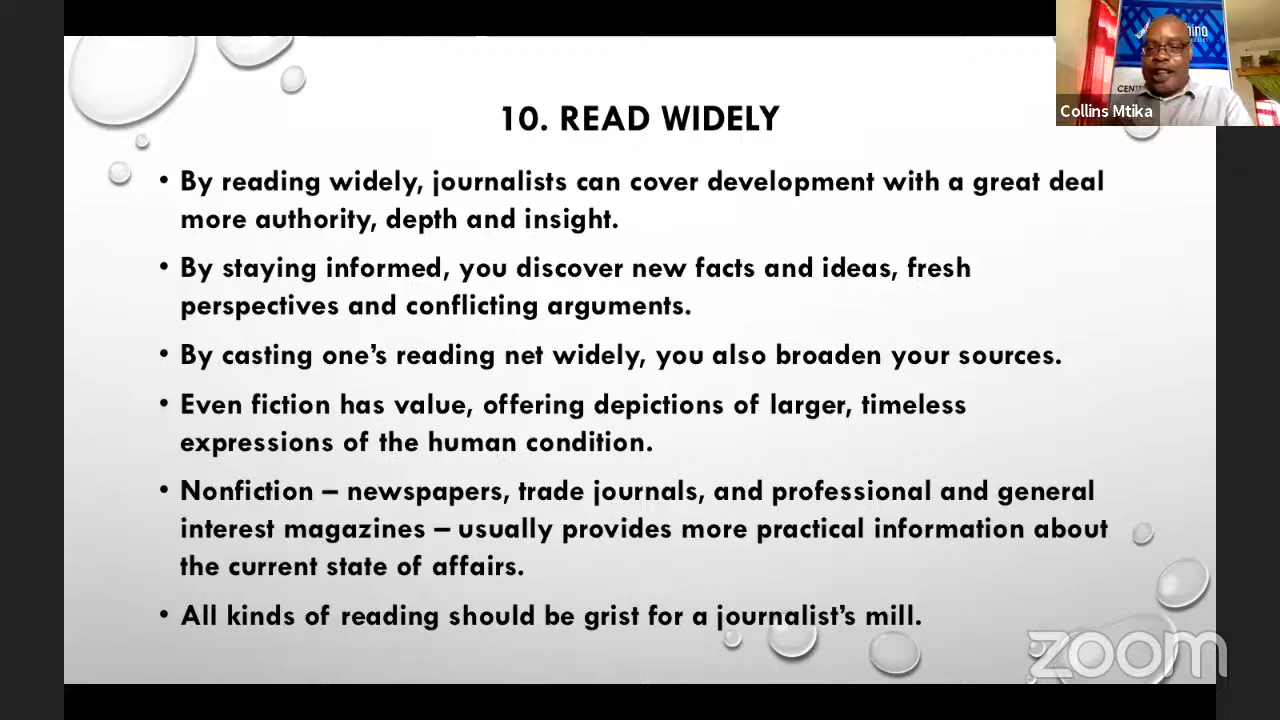 10. READ WIDELY
• By reading widely, journalists can cover development with a great deal
more authority, depth and insight.
• By staying informed, you discover new facts and ideas, fresh
perspectives and conflicting arguments.
• By casting one's reading net widely, you also broaden your sources.
• Even fiction has value, offering depictions of larger, timeless
expressions of the human condition.
• Nonfiction – newspapers, trade journals, and professional and general
interest magazines – usually provides more practical information about
the current state of affairs.
• All kinds of reading should be grist for a journalist's mill.
Collins Mtika
zoom